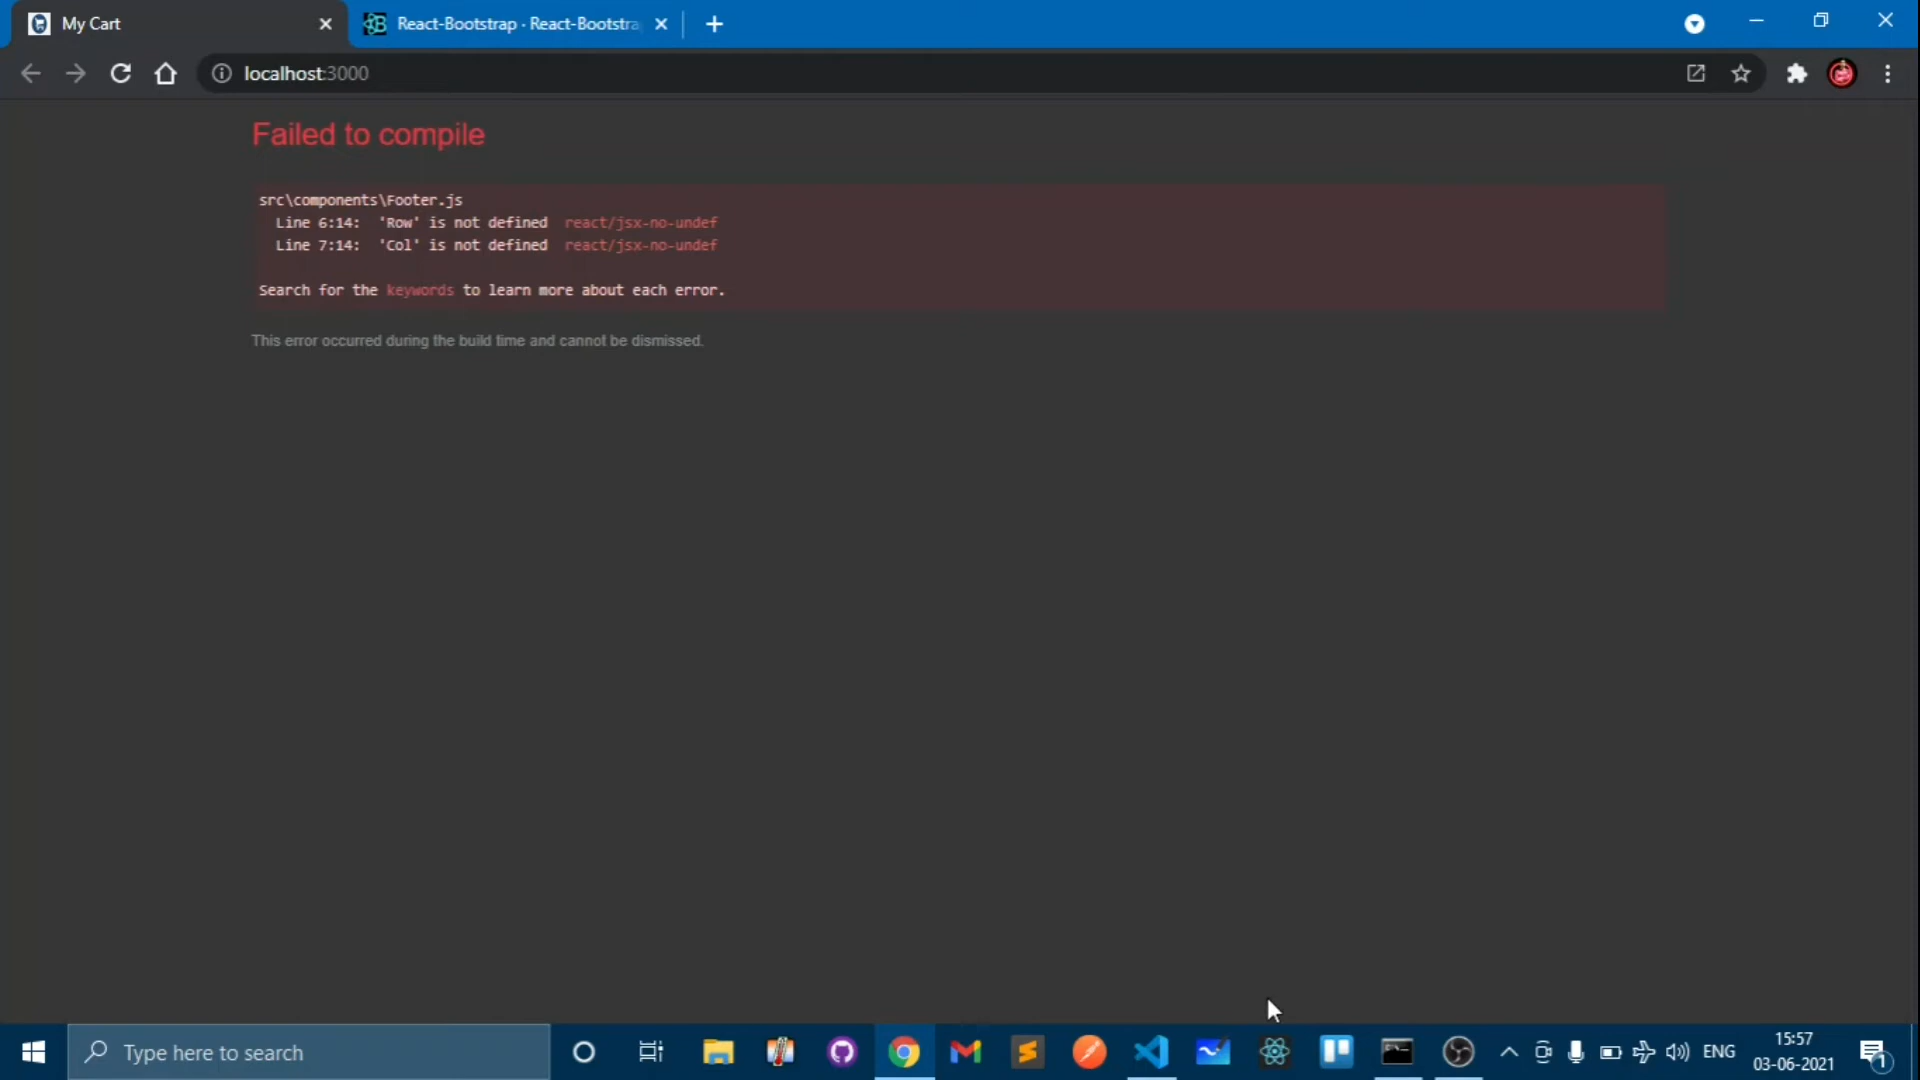 My Cart
React-Bootstrap · React-Bootstra
localhost:3000
Failed to compile
src\components\Footer.js
Line 6:14: 'Row' is not defined react/jsx-no-undef
Line 7:14: 'Col' is not defined react/jsx-no-undef
Search for the keywords to learn more about each error.
This error occurred during the build time and cannot be dismissed.
Type here to search
ENG
15:57
03-06-2021
1